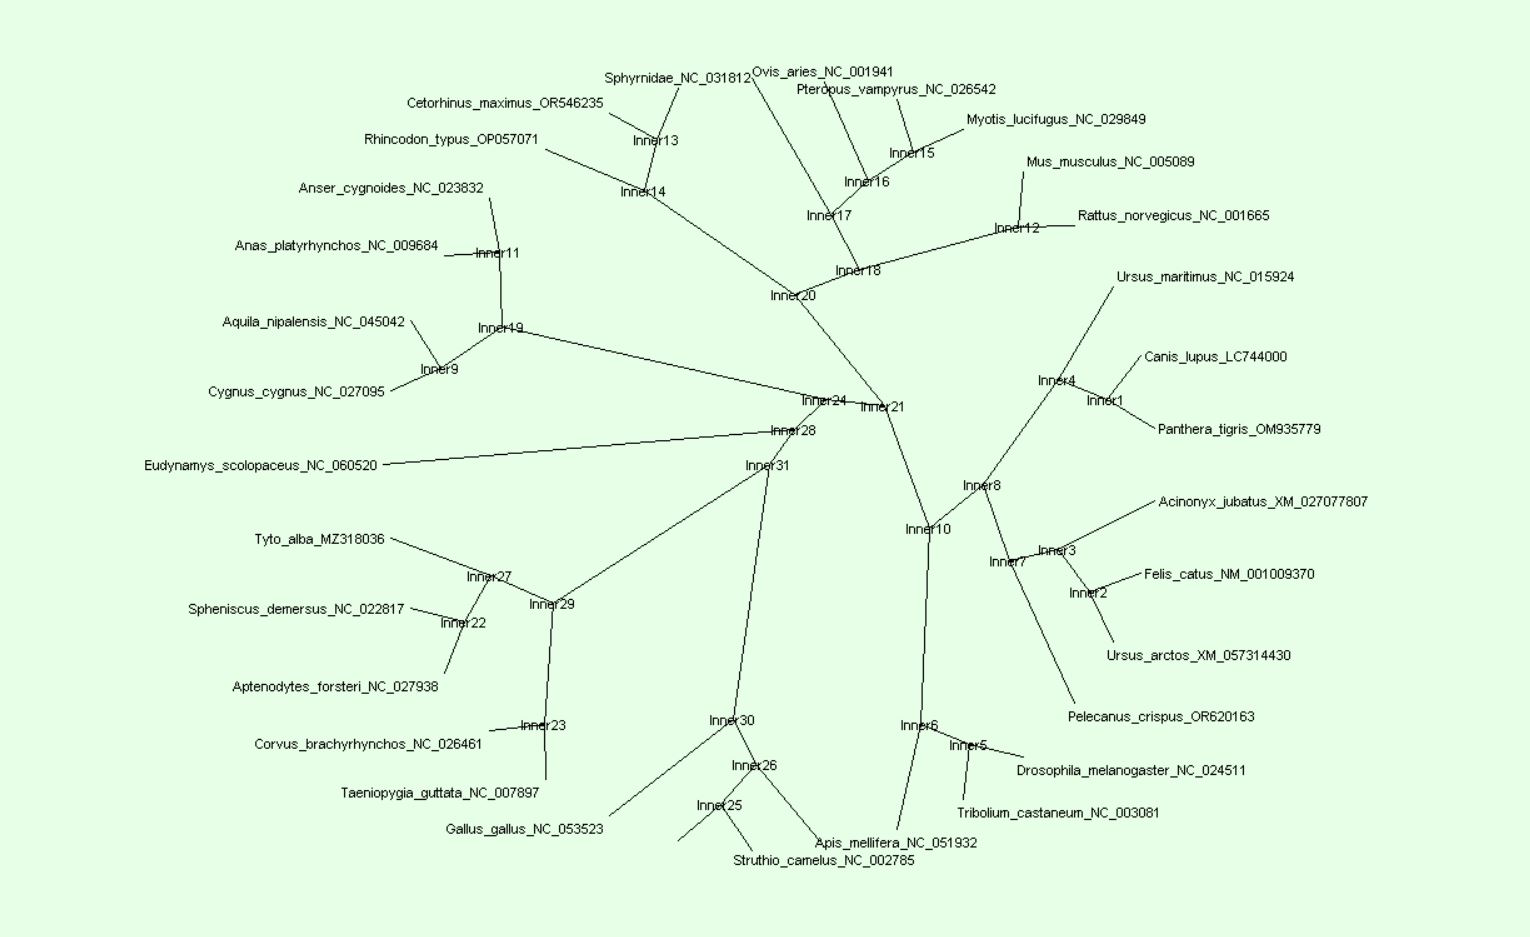 Ovis_aries_NC_001941
Sphyrnidae_NC_031812
Pteropus_vampyrus_NC_026542
Cetorhinus_maximus_OR546235
Myotis_lucifugus_NC_029849
Rhincodon_typus_OP057071
Inner13
Inner15
Mus_musculus_NC_005089
Inner16
Anser_cygnoides_NC_023832
Inner14
Inner17
Rattus_norvegicus_NC_001665
Inner12
Anas_platyrhynchos_NC_009684
Inner11
Inner18
Ursus_maritimus_NC_015924
Inner20
Aquila_nipalensis_NC_045042
Inner19
Canis_lupus_LC744000
Inner9
Inner4
Cygnus_cygnus_NC_027095
Inner24
Inner1
Inner21
Panthera_tigris_OM935779
Inner28
Eudynamys_scolopaceus_NC_060520
Inner31
Inner8
Acinonyx_jubatus_XM_027077807
Inner10
Tyto_alba_MZ318036
Inner3
Inner7
Inner27
Felis_catus_NM_001009370
Inner2
Inner29
Spheniscus_demersus_NC_022817
Inner22
Ursus_arctos_XM_057314430
Aptenodytes_forsteri_NC_027938
Pelecanus_crispus_OR620163
Inner30
Inner23
Inner6
Corvus_brachyrhynchos_NC_026461
Inner5
Inner26
Drosophila_melanogaster_NC_024511
Taeniopygia_guttata_NC_007897
Inner25
Tribolium_castaneum_NC_003081
Gallus_gallus_NC_053523
Apis_mellifera_NC_051932
Struthio_camelus_NC_002785